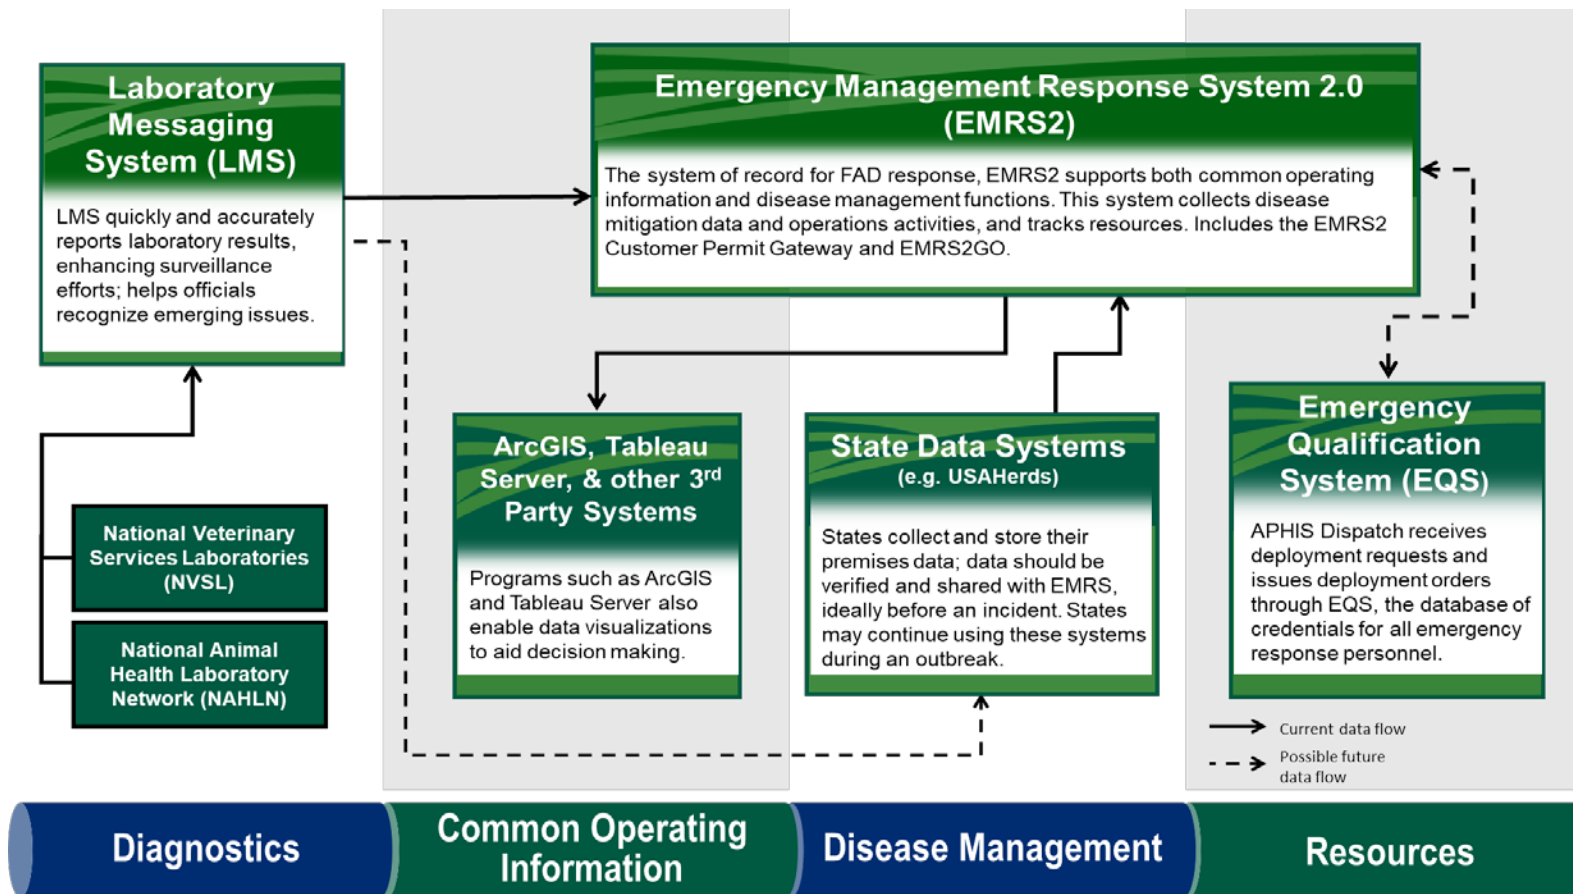 Laboratory
Messaging
System (LMS)
LMS quickly and accurately
reports laboratory results,
enhancing surveillance
efforts; helps officials
recognize emerging issues.
National Veterinary
Services Laboratories
(NVSL)
National Animal
Health Laboratory
Network (NAHLN)
Emergency Management Response System 2.0
(EMRS2)
The system of record for FAD response, EMRS2 supports both common operating
information and disease management functions. This system collects disease
mitigation data and operations activities, and tracks resources. Includes the EMRS2
Customer Permit Gateway and EMRS2GO.
ArcGIS, Tableau
Server, & other 3rd
Party Systems
Programs such as ArcGIS
and Tableau Server also
enable data visualizations
to aid decision making.
State Data Systems
(e.g. USAHerds)
States collect and store their
premises data; data should be
verified and shared with EMRS,
ideally before an incident. States
may continue using these systems
during an outbreak.
Emergency
Qualification
System (EQS)
APHIS Dispatch receives
deployment requests and
issues deployment orders
through EQS, the database of
credentials for all emergency
response personnel.
Current data flow
Possible future
data flow
Diagnostics
Common Operating
Information
Disease Management
Resources